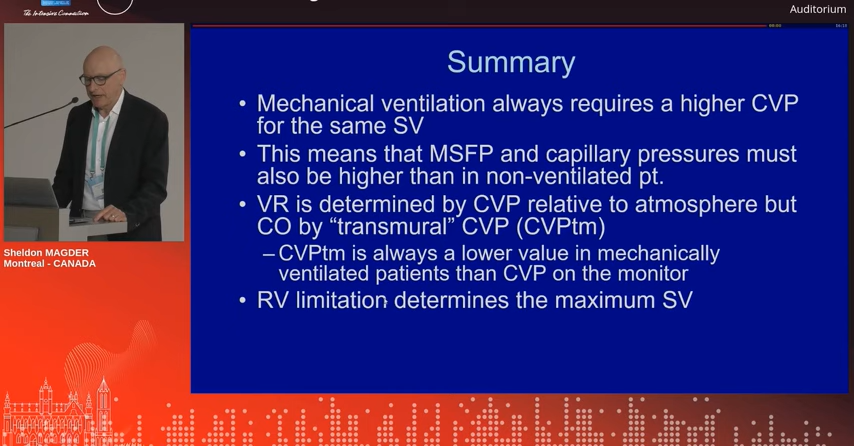 The Intensive Connection
Auditorium
Summary
• Mechanical ventilation always requires a higher CVP
for the same SV
• This means that MSFP and capillary pressures must
also be higher than in non-ventilated pt.
• VR is determined by CVP relative to atmosphere but
CO by “transmural” CVP (CVPtm)
– CVPtm is always a lower value in mechanically
ventilated patients than CVP on the monitor
• RV limitation determines the maximum SV
Sheldon MAGDER
Montreal - CANADA